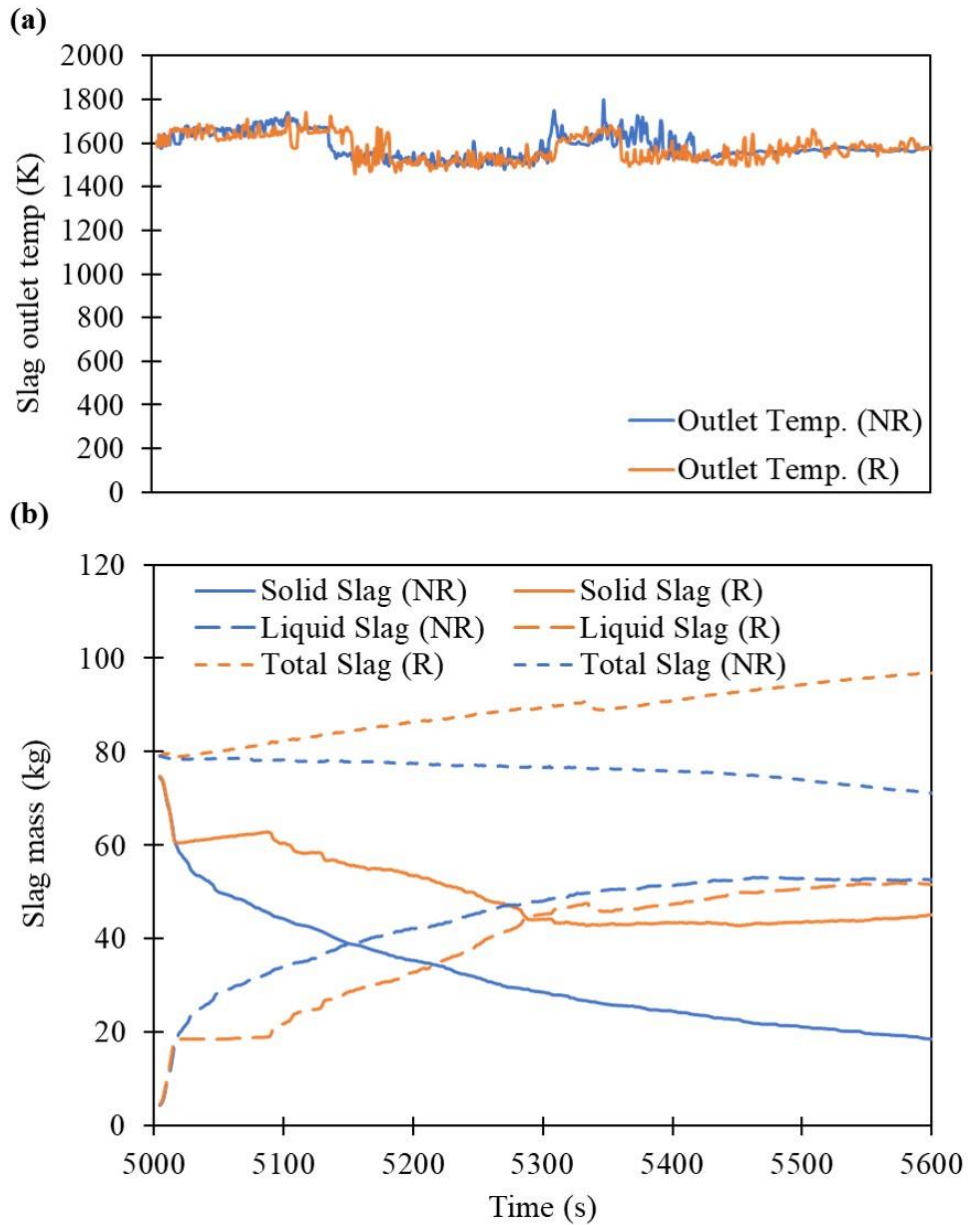 (a)
2000
1800
1600
1400
1200
1000
800
600
400
200
0
Slag outlet temp (K)
Outlet Temp. (NR)
Outlet Temp. (R)
(b)
120
100
80
60
40
20
0
Slag mass (kg)
Solid Slag (NR) Solid Slag (R)
Liquid Slag (NR) Liquid Slag (R)
Total Slag (R) Total Slag (NR)
5000 5100 5200 5300 5400 5500 5600
Time (s)